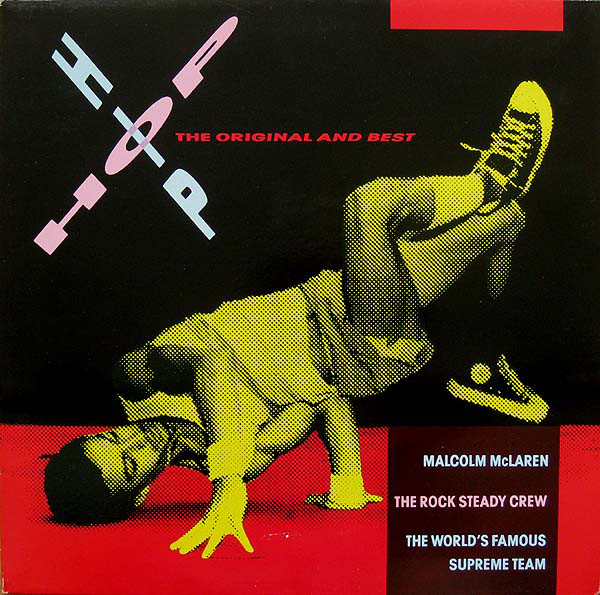 HIP
HOP
THE ORIGINAL AND BEST
MALCOLM McLAREN
THE ROCK STEADY CREW
THE WORLD'S FAMOUS
SUPREME TEAM